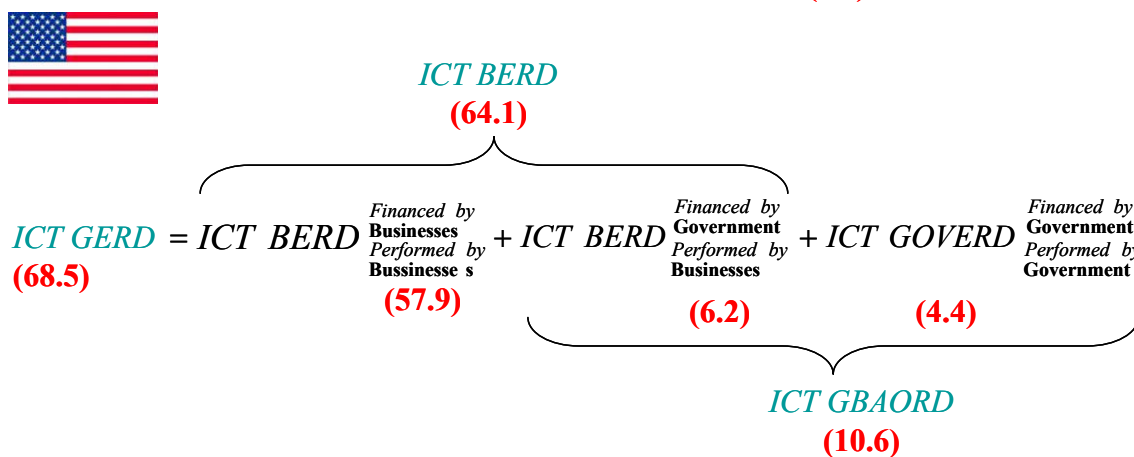 ICT BERD
(64.1)
ICT GERD = ICT BERD Financed by Businesses Performed by Bussinesse s + ICT BERD Financed by Government Performed by Businesses + ICT GOVERD Financed by Government Performed by Government
(68.5)
(57.9)
(6.2)
(4.4)
ICT GBAORD
(10.6)